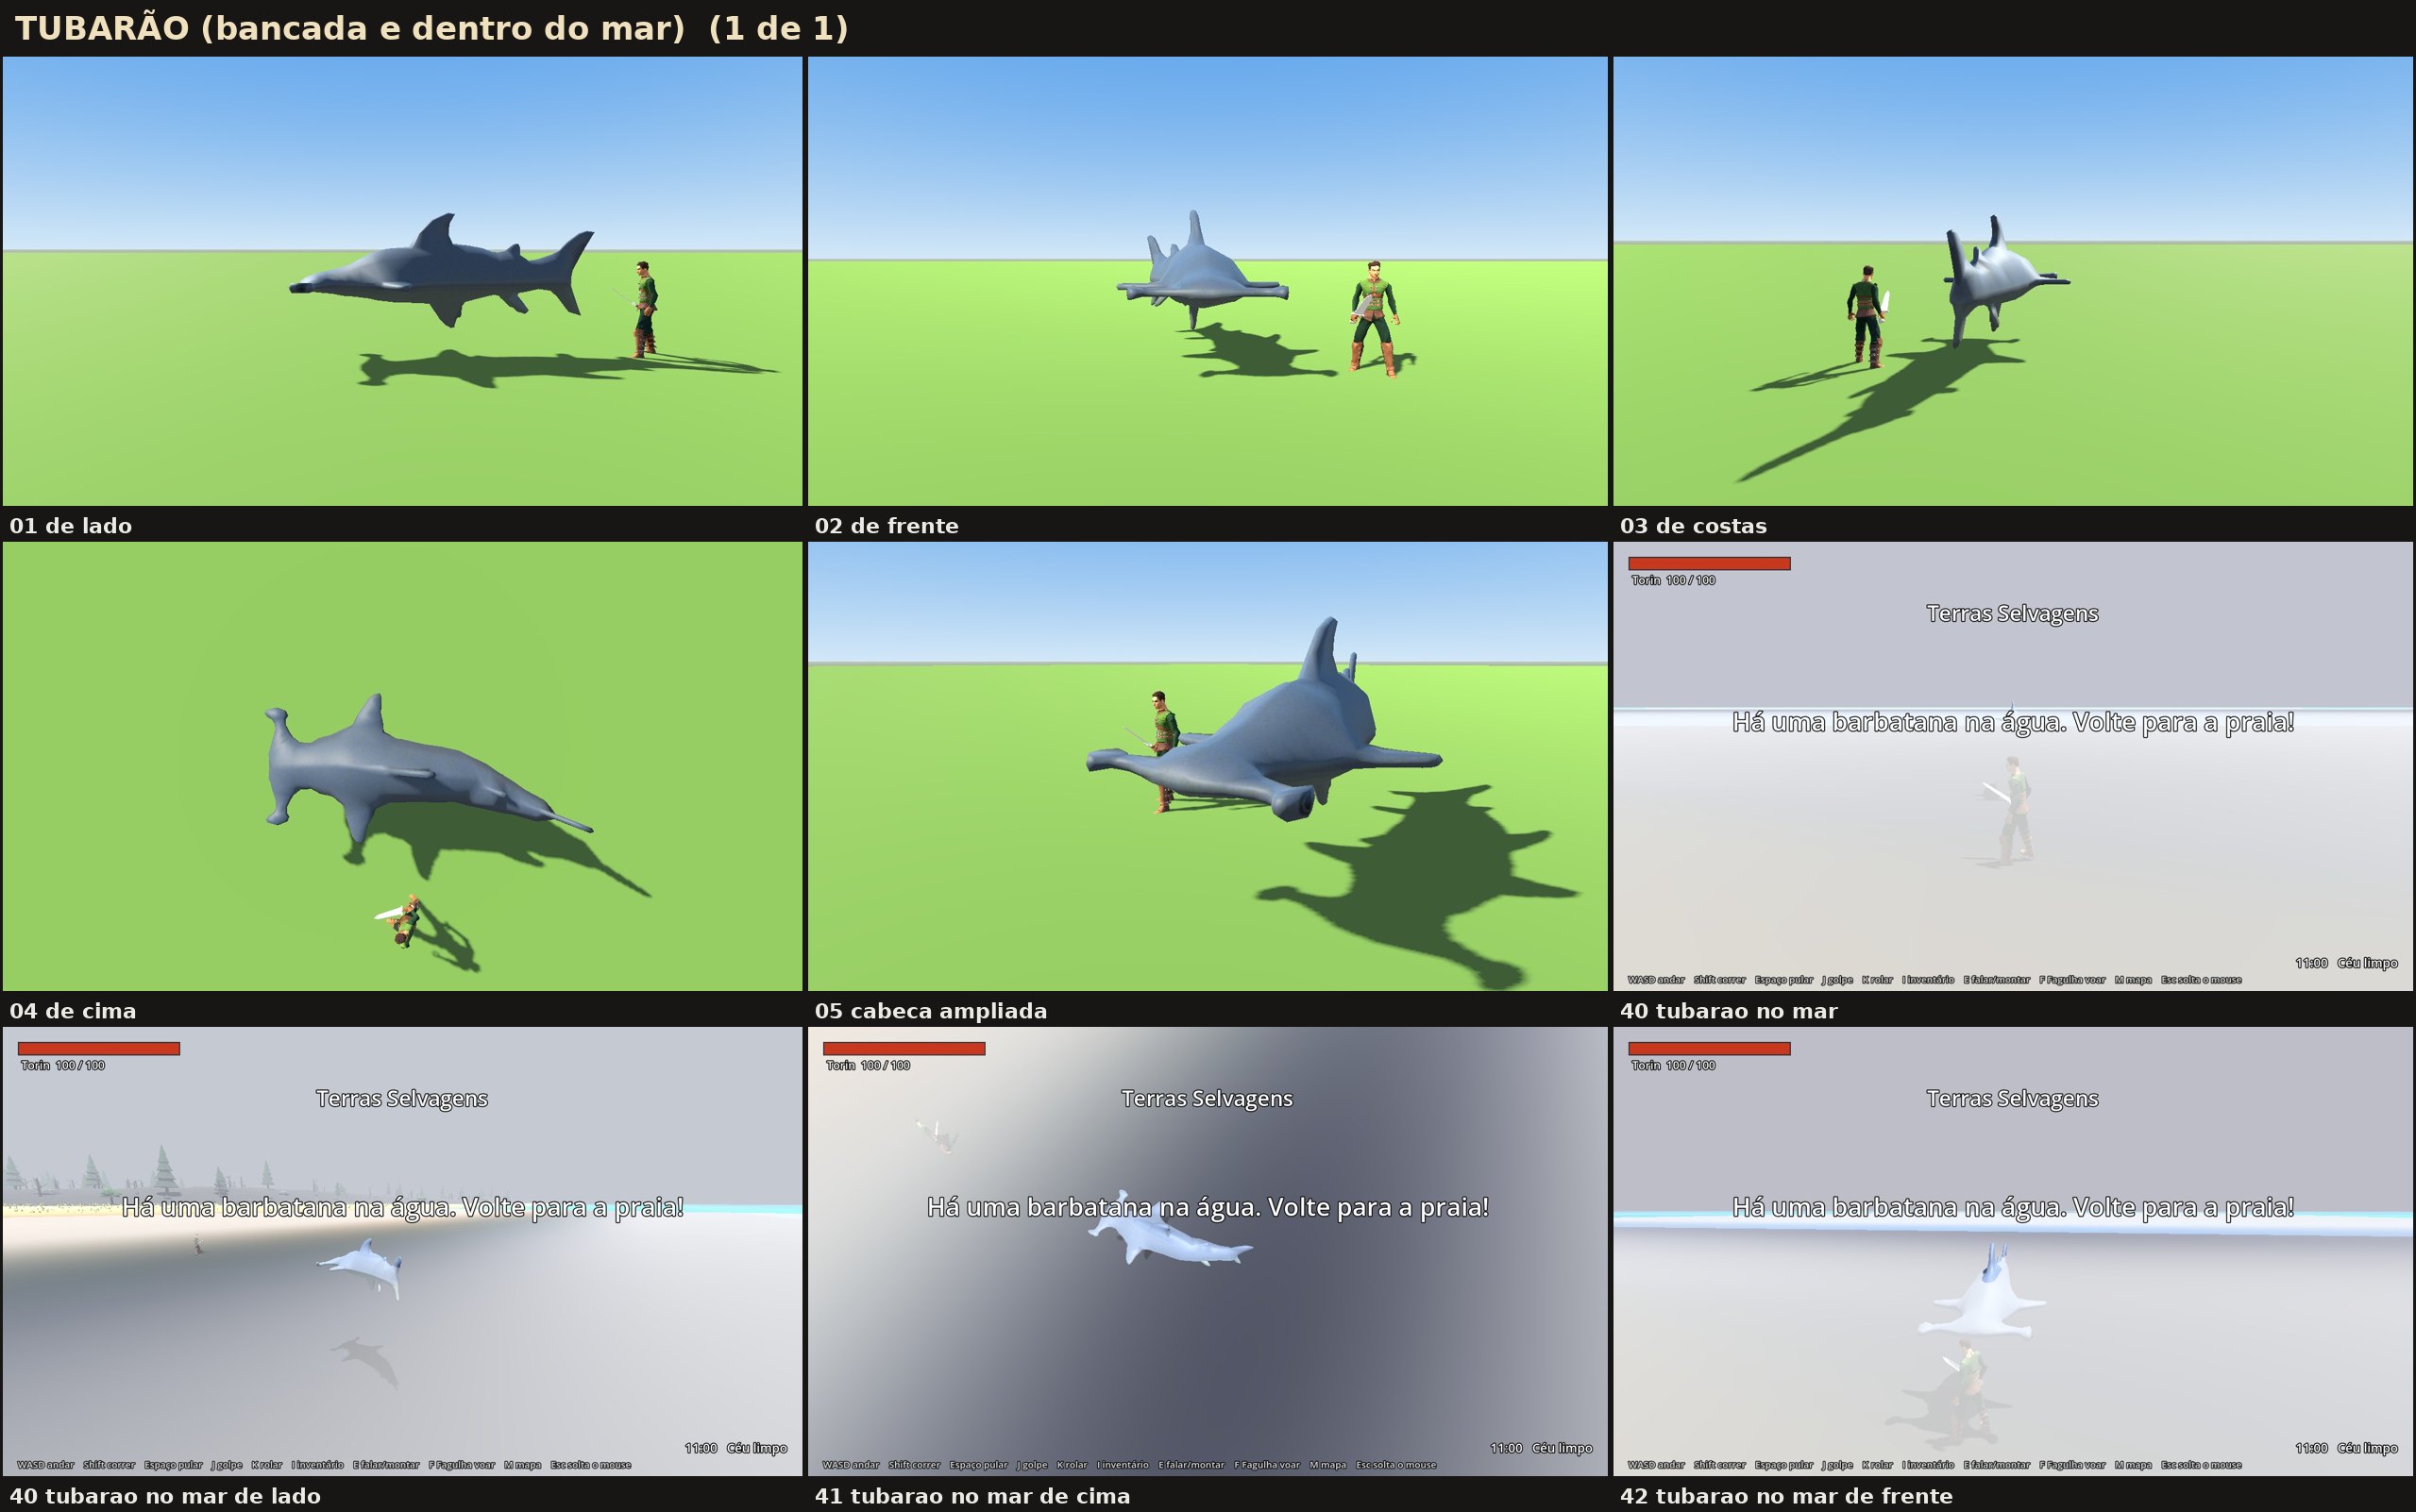 TUBARÃO (bancada e dentro do mar) (1 de 1)
01 de lado
02 de frente
03 de costas
04 de cima
05 cabeca ampliada
Torin 100 / 100
Terras Selvagens
Há uma barbatana na água. Volte para a praia!
11:00 Céu limpo
WASD andar Shift correr Espaço pular J golpe K rolar I inventário E falar/montar F Fagulha voar M mapa Esc solta o mouse
40 tubarao no mar
Torin 100 / 100
Terras Selvagens
Há uma barbatana na água. Volte para a praia!
11:00 Céu limpo
WASD andar Shift correr Espaço pular J golpe K rolar I inventário E falar/montar F Fagulha voar M mapa Esc solta o mouse
40 tubarao no mar de lado
Torin 100 / 100
Terras Selvagens
Há uma barbatana na água. Volte para a praia!
11:00 Céu limpo
WASD andar Shift correr Espaço pular J golpe K rolar I inventário E falar/montar F Fagulha voar M mapa Esc solta o mouse
41 tubarao no mar de cima
Torin 100 / 100
Terras Selvagens
Há uma barbatana na água. Volte para a praia!
11:00 Céu limpo
WASD andar Shift correr Espaço pular J golpe K rolar I inventário E falar/montar F Fagulha voar M mapa Esc solta o mouse
42 tubarao no mar de frente